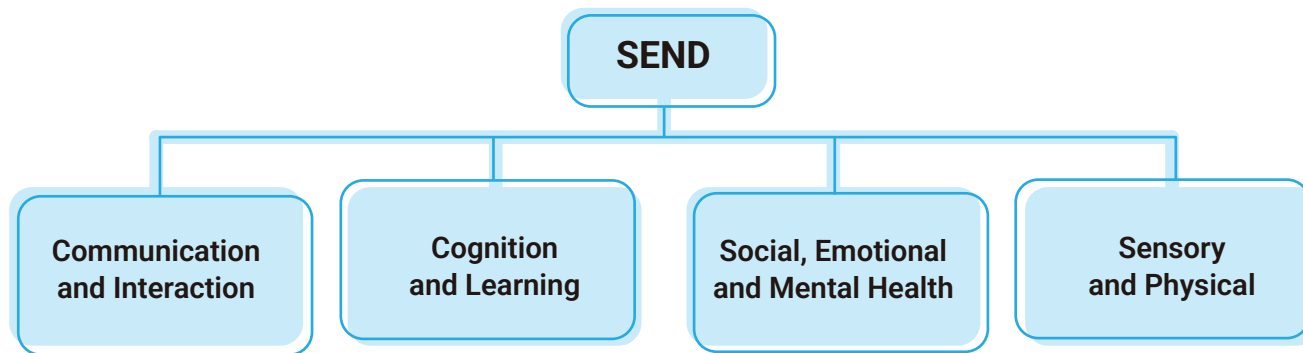 SEND
Communication
and Interaction
Cognition
and Learning
Social, Emotional
and Mental Health
Sensory
and Physical